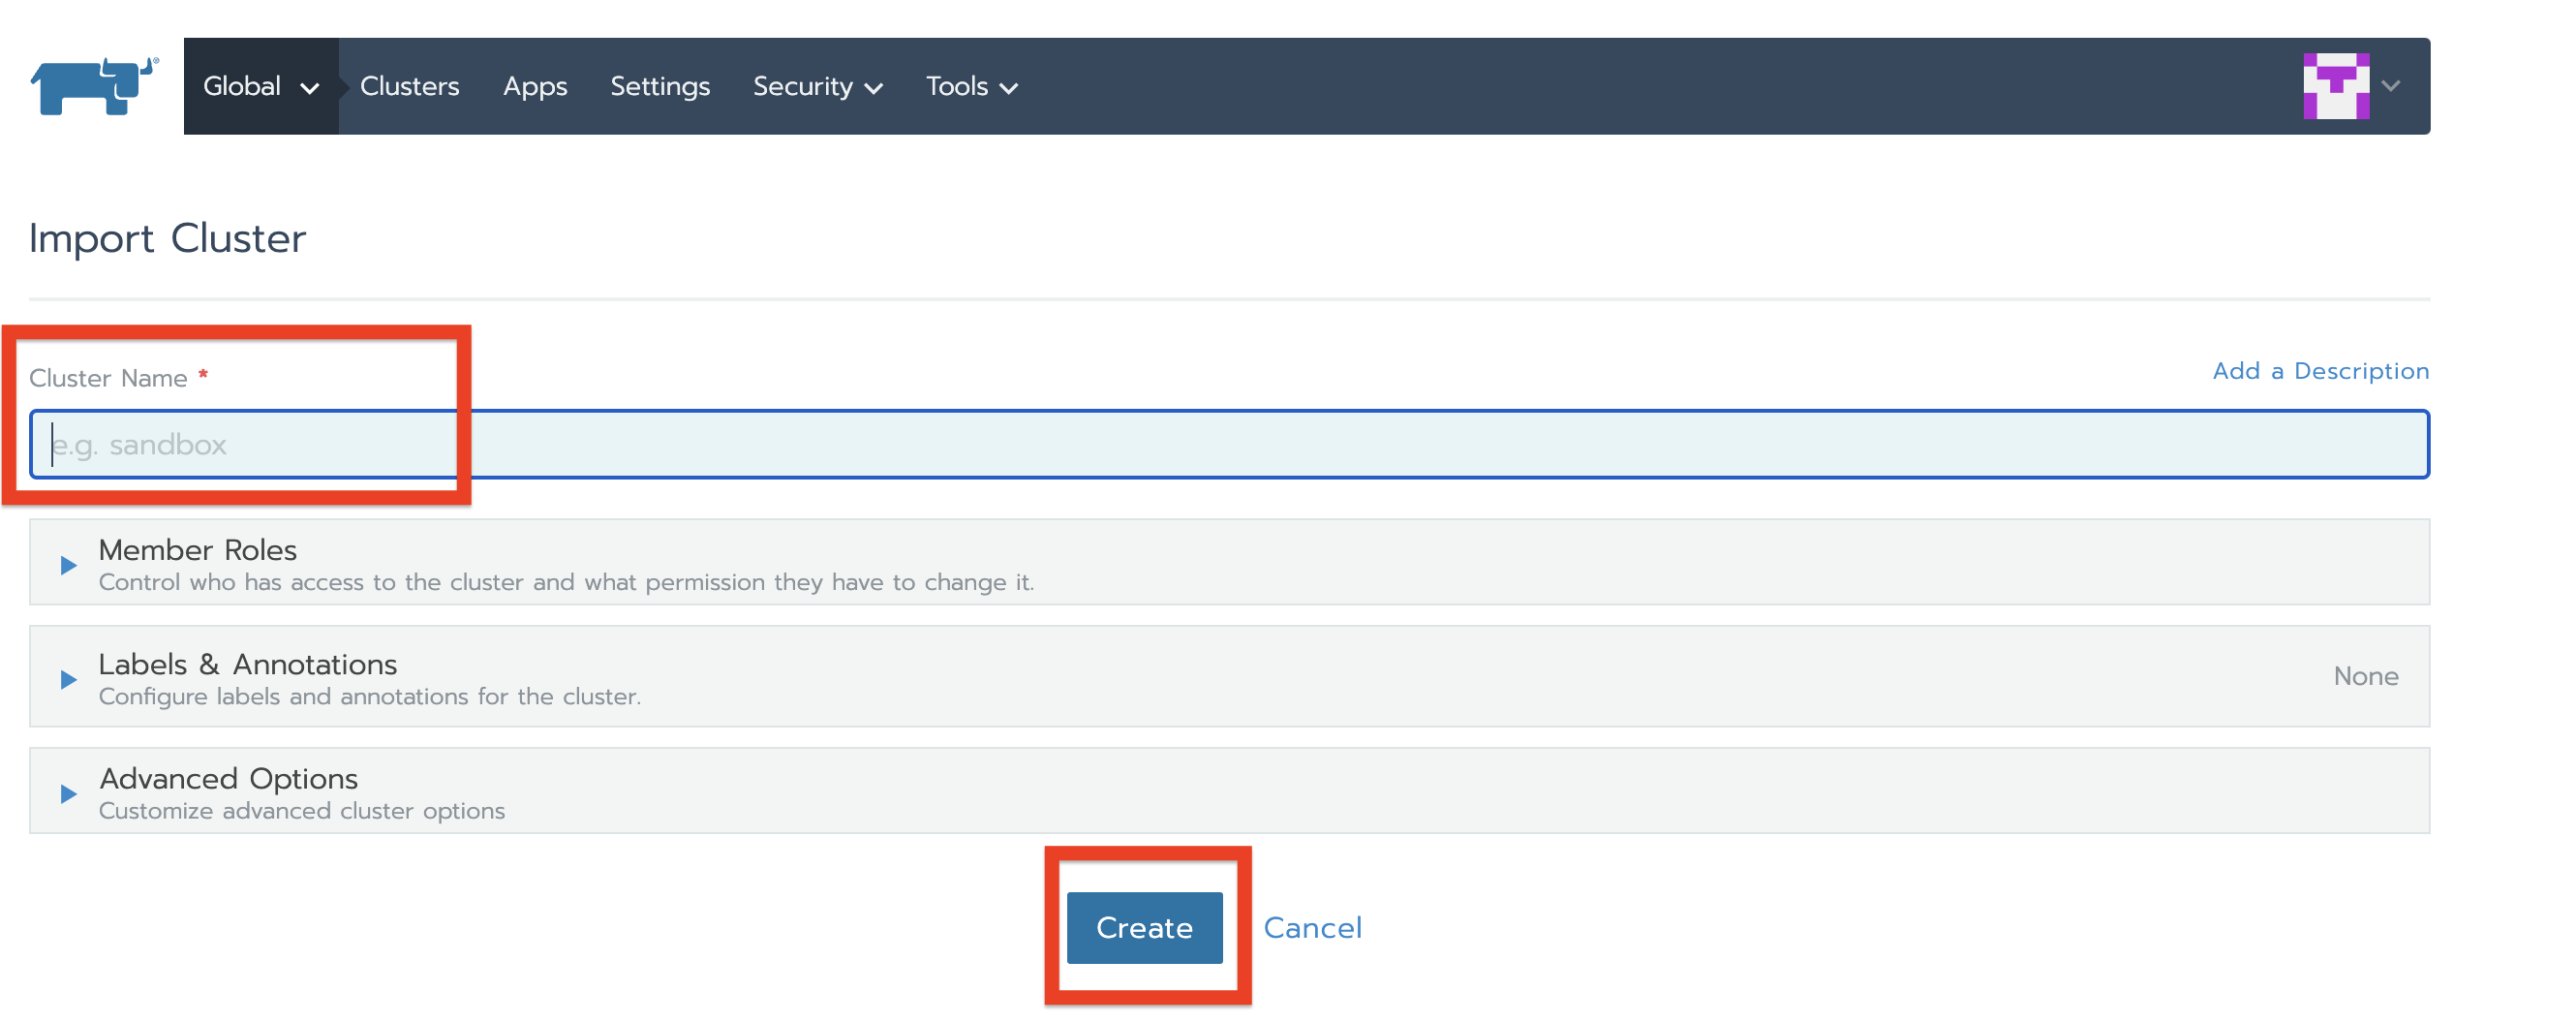 Global Clusters Apps Settings Security Tools
Import Cluster
Cluster Name *
Add a Description
e.g. sandbox
Member Roles
Control who has access to the cluster and what permission they have to change it.
Labels & Annotations
Configure labels and annotations for the cluster.
None
Advanced Options
Customize advanced cluster options
Create Cancel